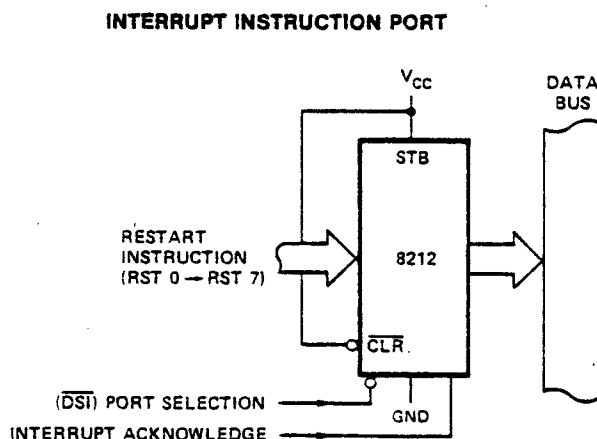 INTERRUPT INSTRUCTION PORT
VCC
DATA
BUS
STB
RESTART
INSTRUCTION
(RST 0 → RST 7)
8212
CLR
(DSI) PORT SELECTION
GND
INTERRUPT ACKNOWLEDGE